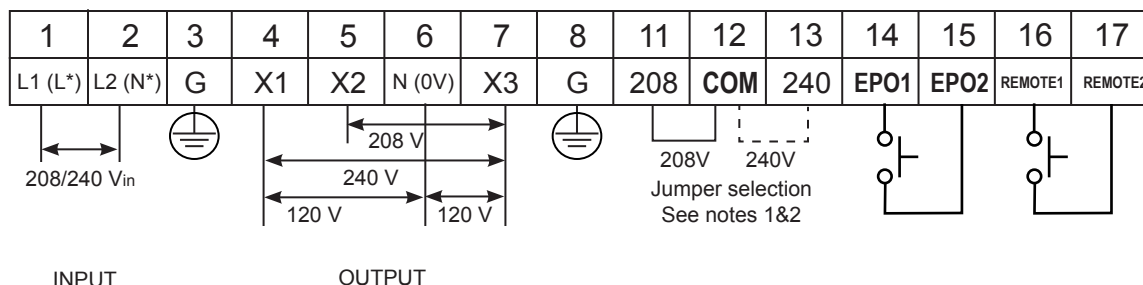 1 2 3 4 5 6 7 8 11 12 13 14 15 16 17
L1 (L*) L2 (N*) G X1 X2 N (0V) X3 G 208 COM 240 EPO1 EPO2 REMOTE1 REMOTE2
208 V
208V 240V
240 V
208/240 Vin
Jumper selection
120 V 120 V
See notes 1&2
INPUT OUTPUT